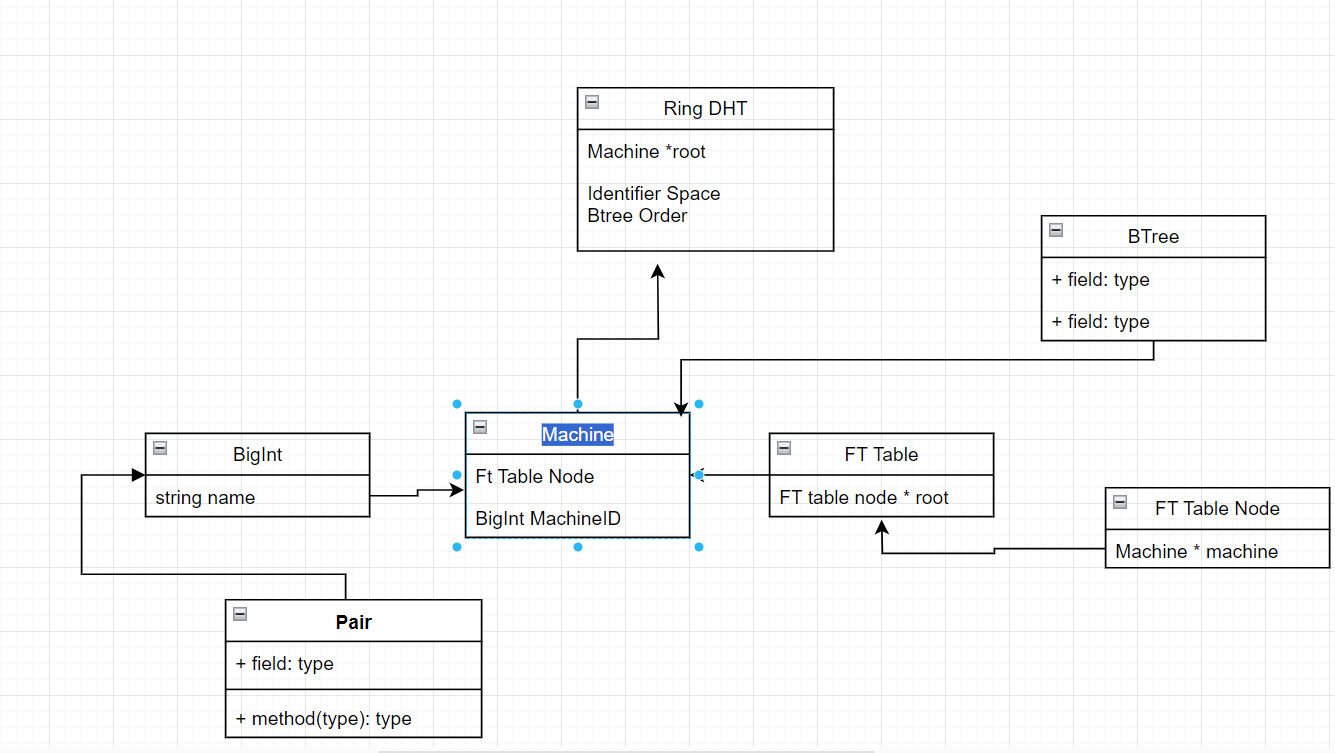 Ring DHT
Machine *root
Identifier Space
Btree Order
BTree
+ field: type
+ field: type
Machine
Ft Table Node
BigInt MachineID
BigInt
string name
FT Table
FT table node * root
FT Table Node
Machine * machine
Pair
+ field: type
+ method(type): type